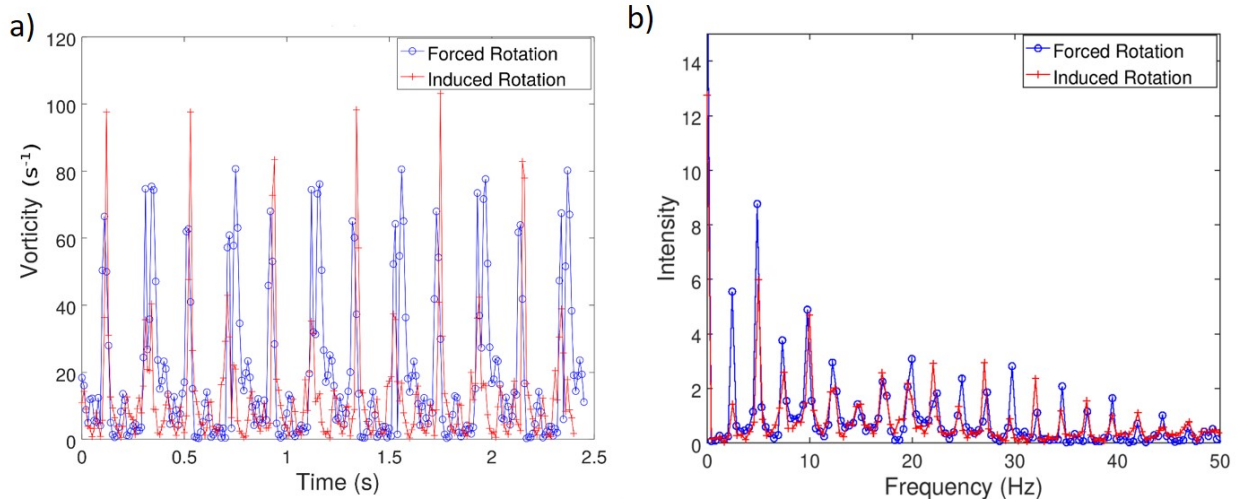 a)
120
100
80
60
40
20
0
Vorticity (s⁻¹)
0
0.5
1
1.5
2
2.5
Time (s)
Forced Rotation
Induced Rotation
b)
14
12
10
8
6
4
2
0
Intensity
0
10
20
30
40
50
Frequency (Hz)
Forced Rotation
Induced Rotation